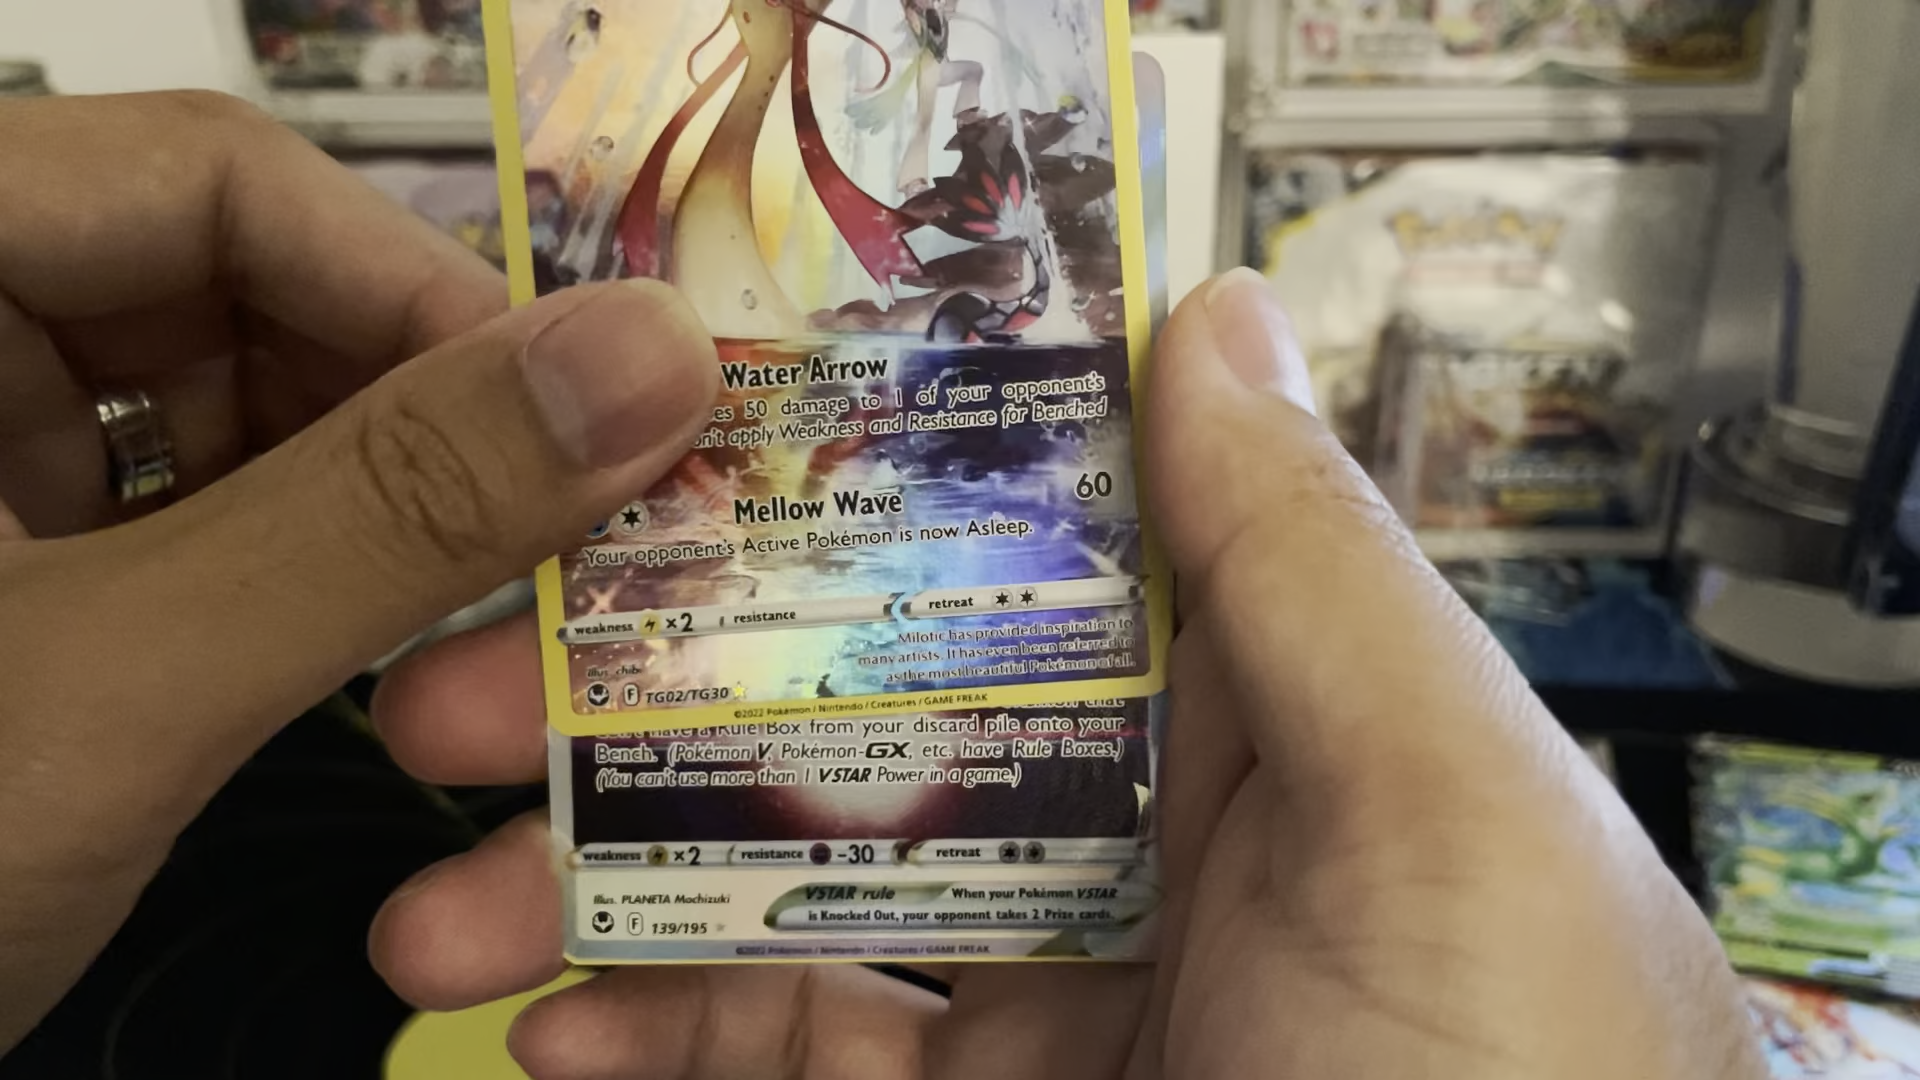 Water Arrow
es 50 damage to 1 of your opponent's
on't apply Weakness and Resistance for Benched
Mellow Wave 60
Your opponent's Active Pokémon is now Asleep.
weakness ×2 resistance retreat
Milotic has provided inspiration to
many artists. It has even been referred to
as the most beautiful Pokémon of all.
illus. chibi
F TG02/TG30
©2022 Pokémon / Nintendo / Creatures / GAME FREAK
have a Rule Box from your discard pile onto your
Bench. (Pokémon V, Pokémon-GX, etc. have Rule Boxes.)
(You can't use more than 1 VSTAR Power in a game.)
weakness ×2 resistance -30 retreat
Illus. PLANETA Mochizuki
VSTAR rule When your Pokémon VSTAR
is Knocked Out, your opponent takes 2 Prize cards.
F 139/195
©2022 Pokémon / Nintendo / Creatures / GAME FREAK